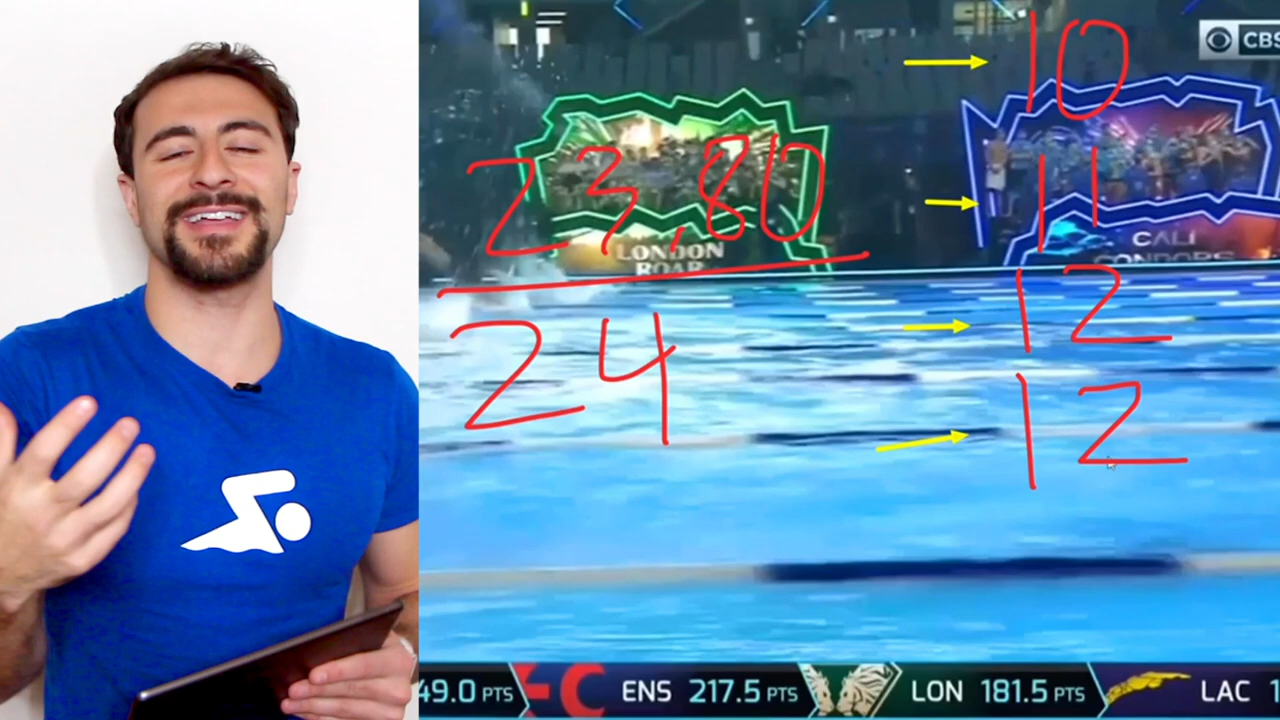 CBS
10
23,80
11
LONDON
ROAR
CALI
CONDORS
24
12
12
49.0 PTS
ENS 217.5 PTS
LON 181.5 PTS
LAC 1